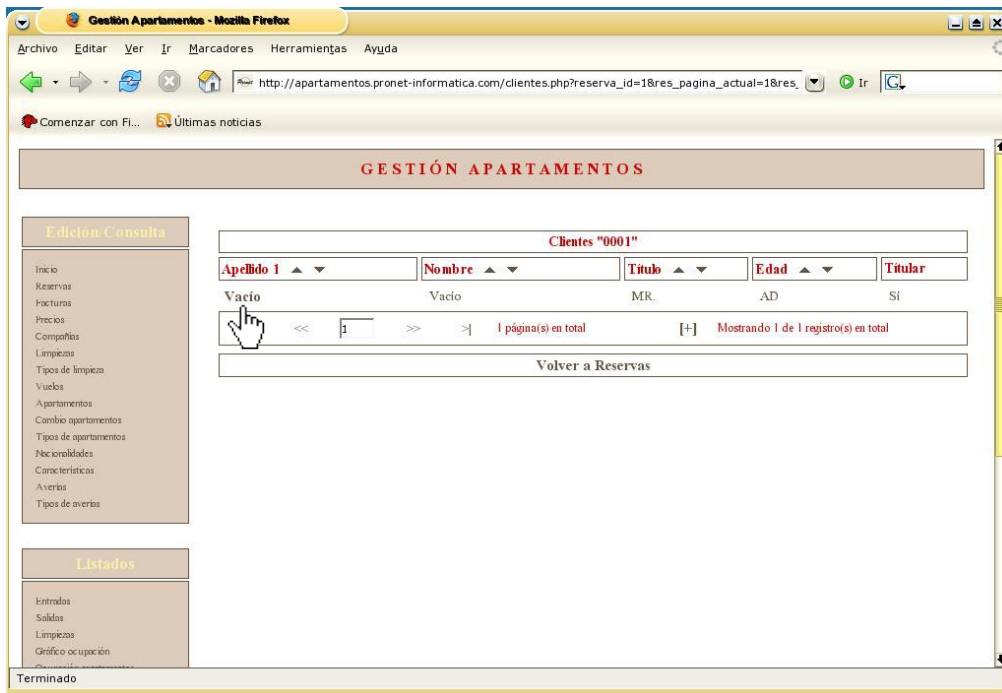 Gestión Apartamentos - Mozilla Firefox
Archivo Editar Ver Ir Marcadores Herramientas Ayuda
http://apartamentos.pronet-informatica.com/clientes.php?reserva_id=1&res_pagina_actual=1&res_ Ir G
Comenzar con Fi... Últimas noticias
GESTIÓN APARTAMENTOS
Edición/Consulta
Inicio
Reservas
Facturas
Precios
Compañías
Limpiezas
Tipos de limpieza
Vuelos
Apartamentos
Cambio apartamentos
Tipos de apartamentos
Nacionalidades
Características
Averías
Tipos de averías
Listados
Entradas
Salidas
Limpiezas
Gráfico ocupación
Clientes "0001"
Apellido 1 Nombre Título Edad Títular
Vacío Vacío MR. AD Sí
<< 1 >> >| 1 página(s) en total [+] Mostrando 1 de 1 registro(s) en total
Volver a Reservas
Terminado